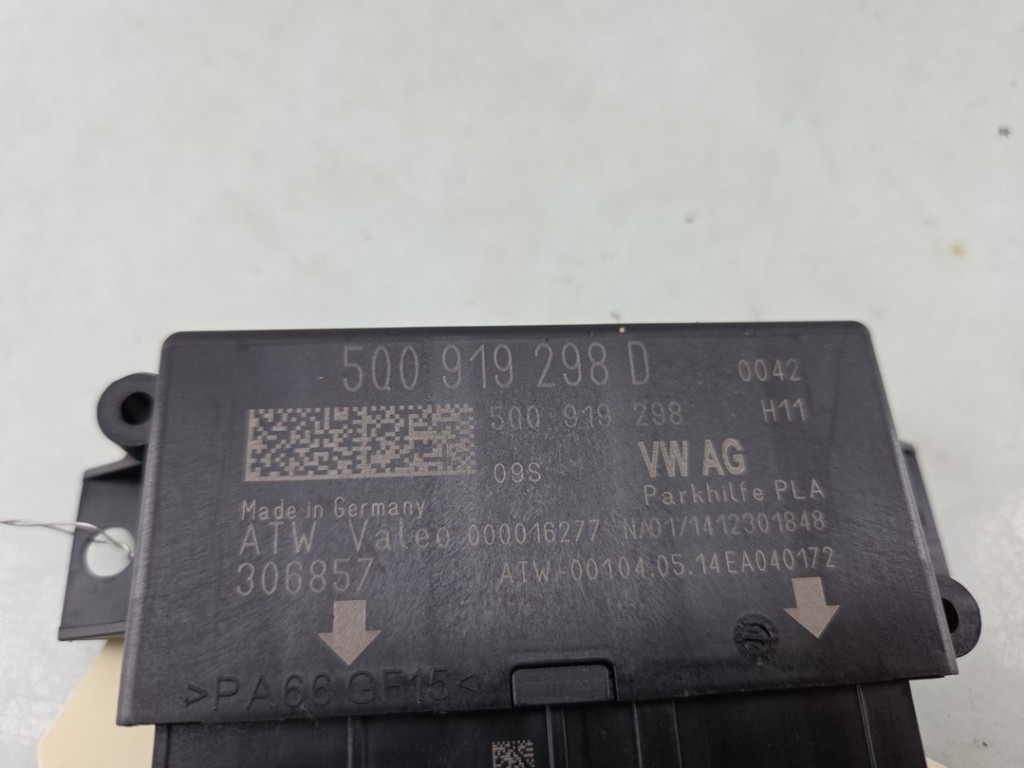 5Q0 919 298 D 0042
5Q0 919 298 H11
09S VW AG
Parkhilfe PLA
Made in Germany
ATW Valeo 000016277 NA01/1412301848
306857 ATW-00104.05.14EA040172
>PA66 GF15<